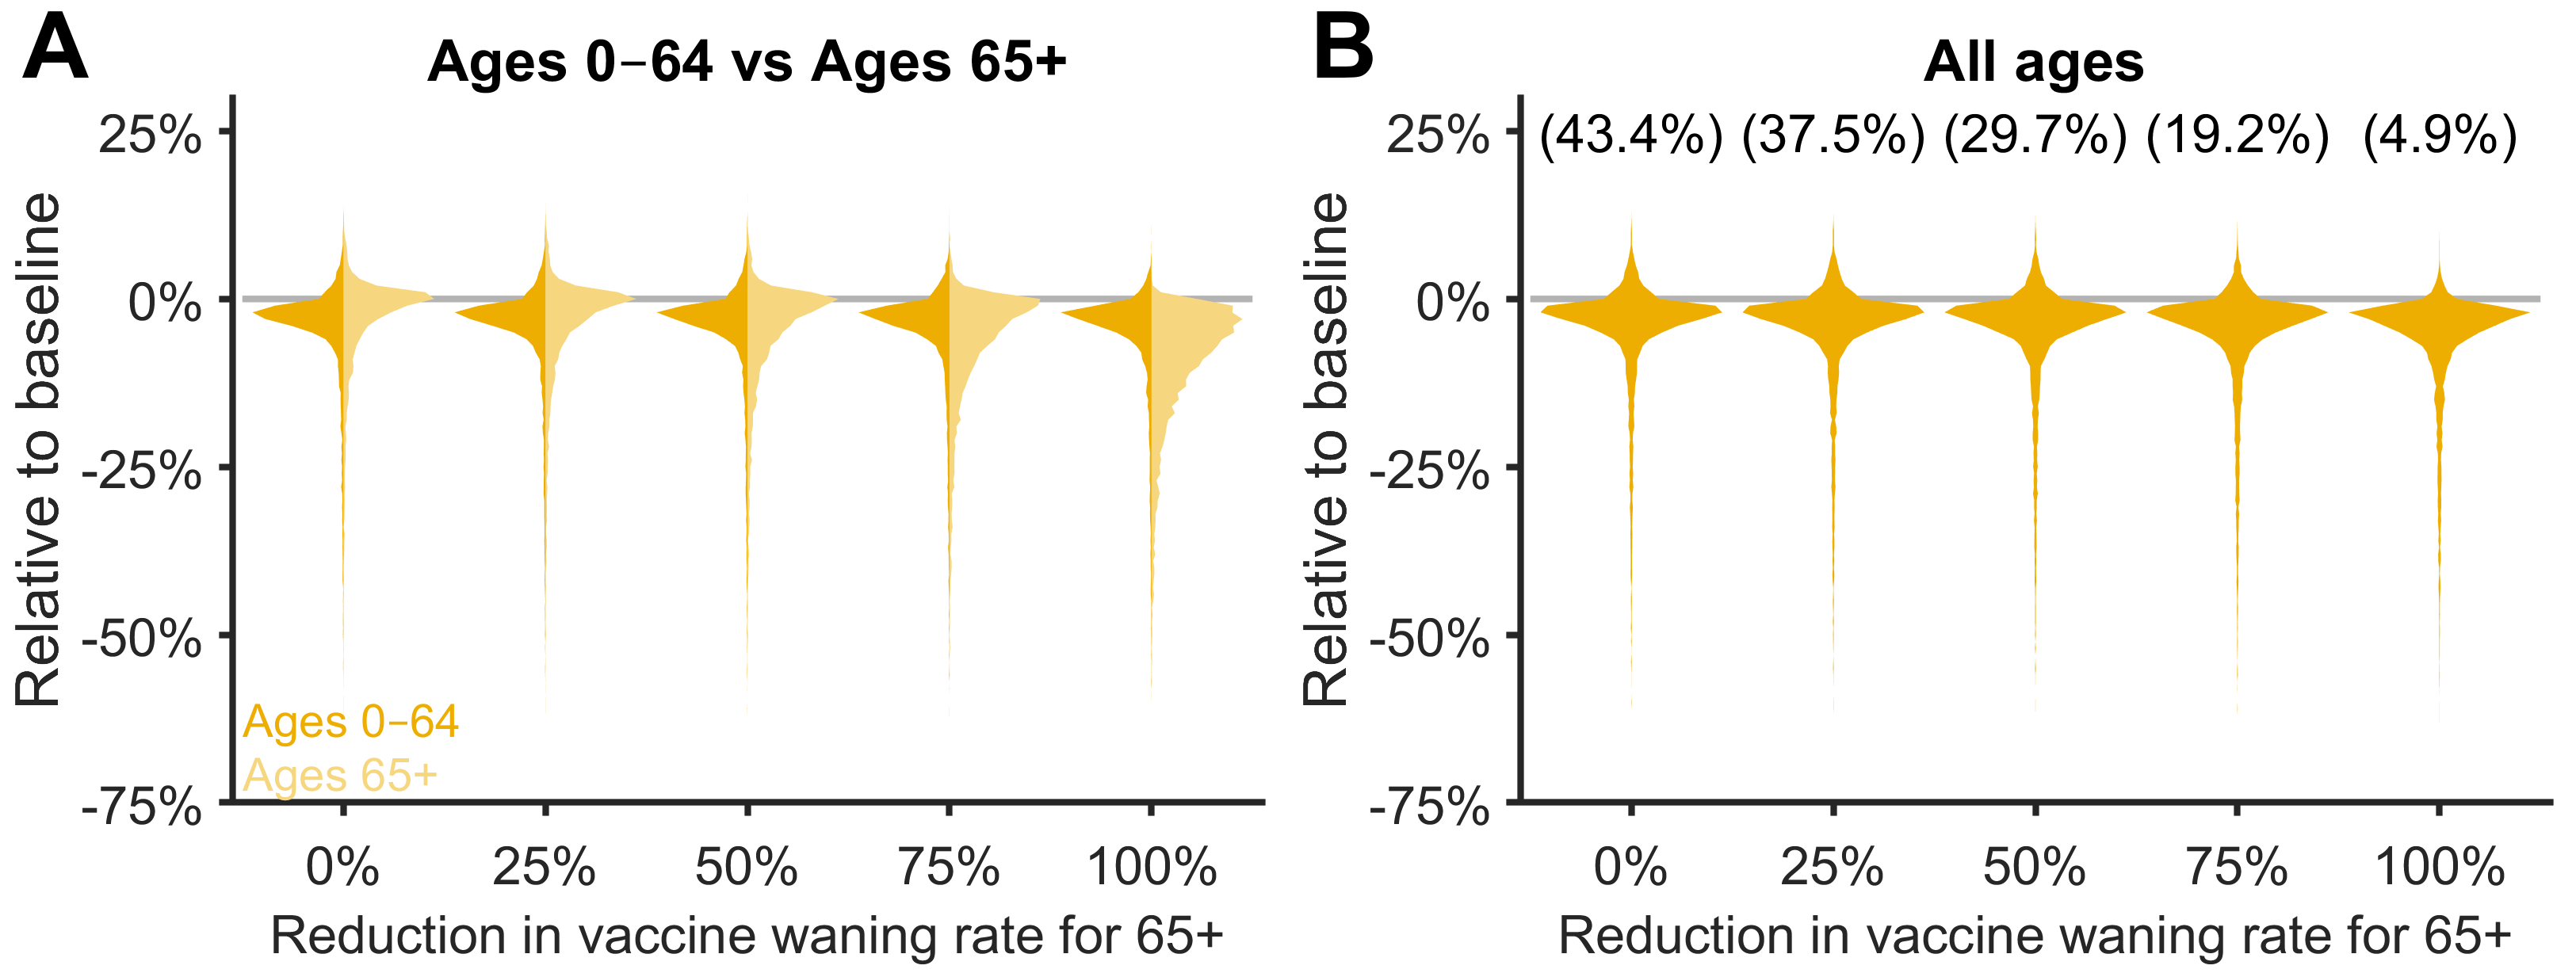 A
Ages 0–64 vs Ages 65+
Relative to baseline
25%
0%
-25%
-50%
-75%
Ages 0–64
Ages 65+
0% 25% 50% 75% 100%
Reduction in vaccine waning rate for 65+
B
All ages
Relative to baseline
25%
0%
-25%
-50%
-75%
(43.4%) (37.5%) (29.7%) (19.2%) (4.9%)
0% 25% 50% 75% 100%
Reduction in vaccine waning rate for 65+